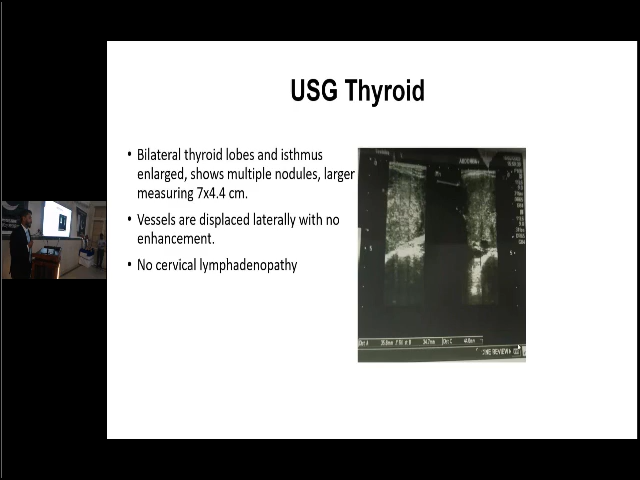 USG Thyroid
• Bilateral thyroid lobes and isthmus
enlarged, shows multiple nodules, larger
measuring 7x4.4 cm.
• Vessels are displaced laterally with no
enhancement.
• No cervical lymphadenopathy
ABDOMEN